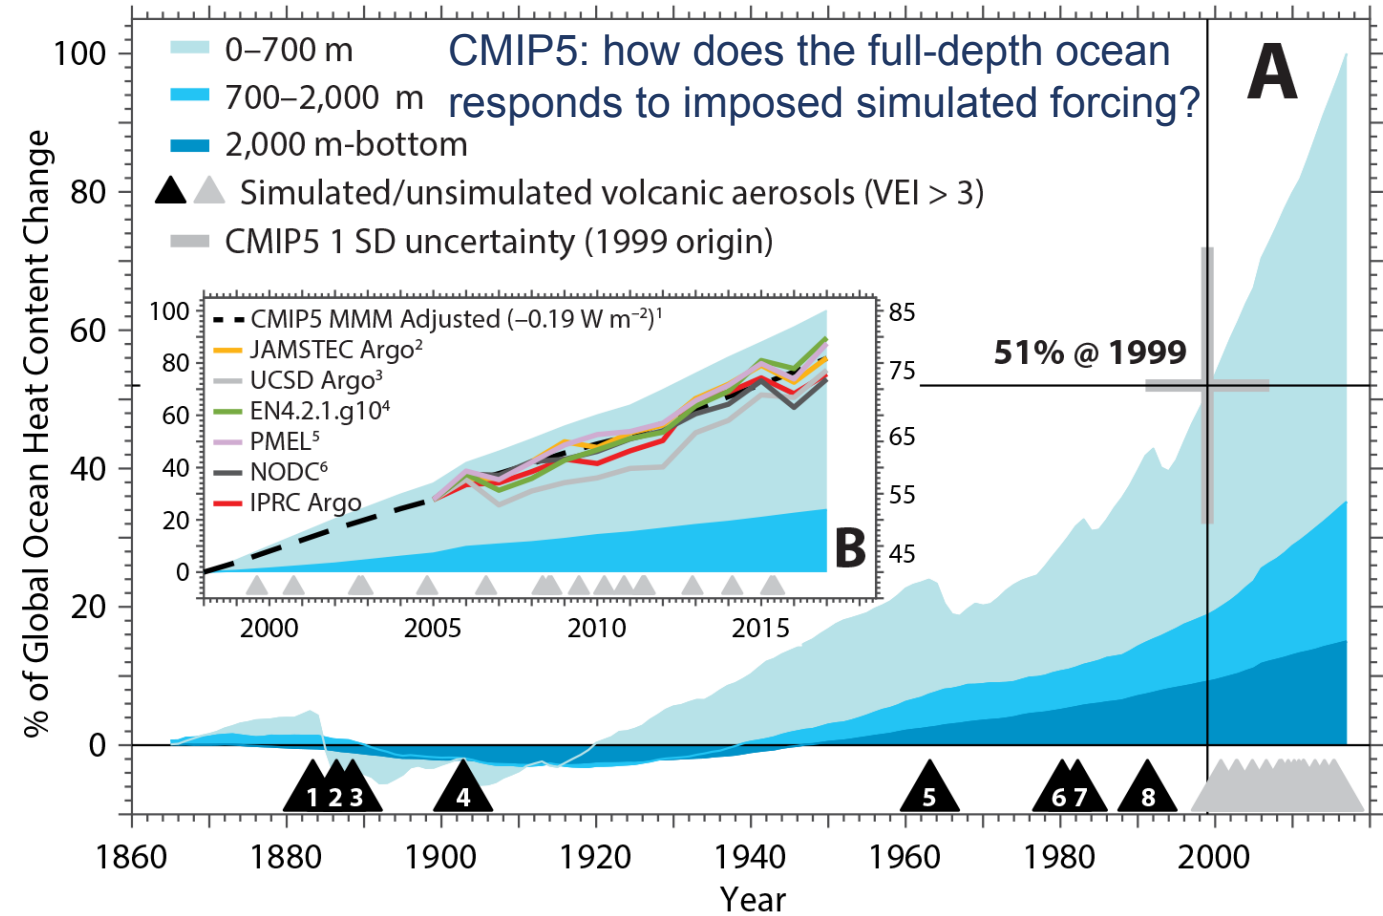 CMIP5: how does the full-depth ocean
responds to imposed simulated forcing?
A
0–700 m
700–2,000 m
2,000 m-bottom
Simulated/unsimulated volcanic aerosols (VEI > 3)
CMIP5 1 SD uncertainty (1999 origin)
% of Global Ocean Heat Content Change
100
80
60
40
20
0
51% @ 1999
CMIP5 MMM Adjusted (–0.19 W m–2)1
JAMSTEC Argo2
UCSD Argo3
EN4.2.1.g104
PMEL5
NODC6
IPRC Argo
B
100
80
60
40
20
0
85
75
65
55
45
2000 2005 2010 2015
1 2 3 4 5 6 7 8
1860 1880 1900 1920 1940 1960 1980 2000
Year